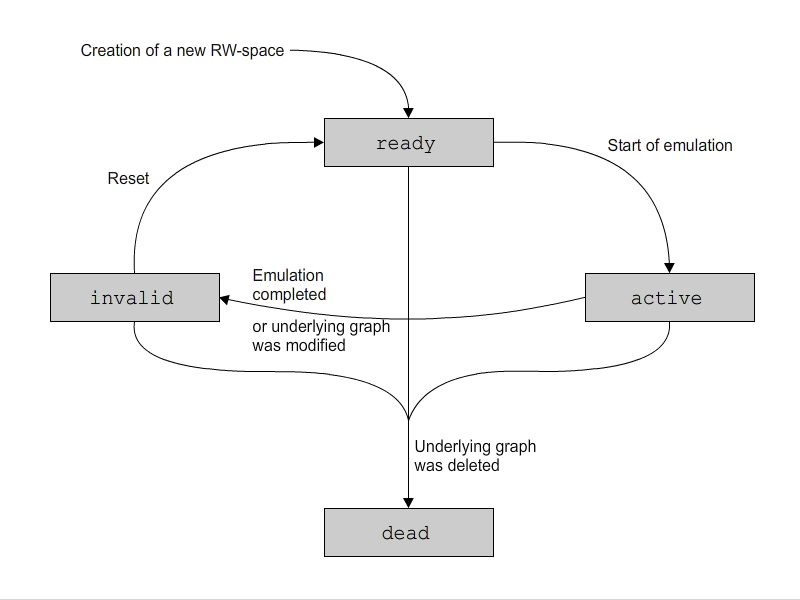 Creation of a new RW-space
ready
Start of emulation
Reset
Emulation
completed
invalid
active
or underlying graph
was modified
Underlying graph
was deleted
dead